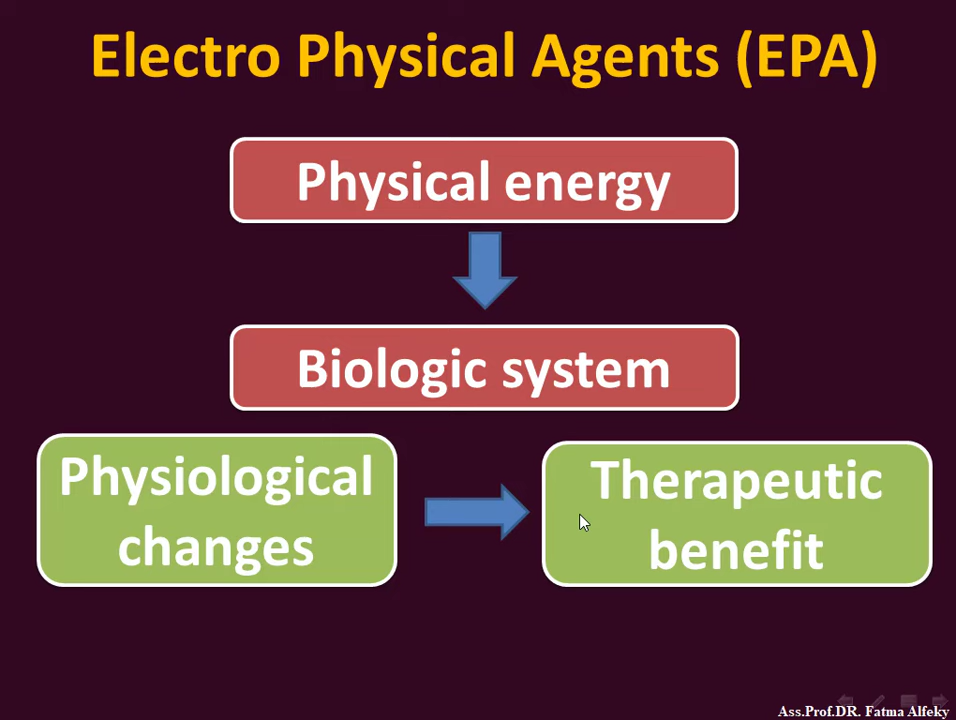 Electro Physical Agents (EPA)
Physical energy
Biologic system
Physiological
changes
Therapeutic
benefit
Ass.Prof.DR. Fatma Alfeky